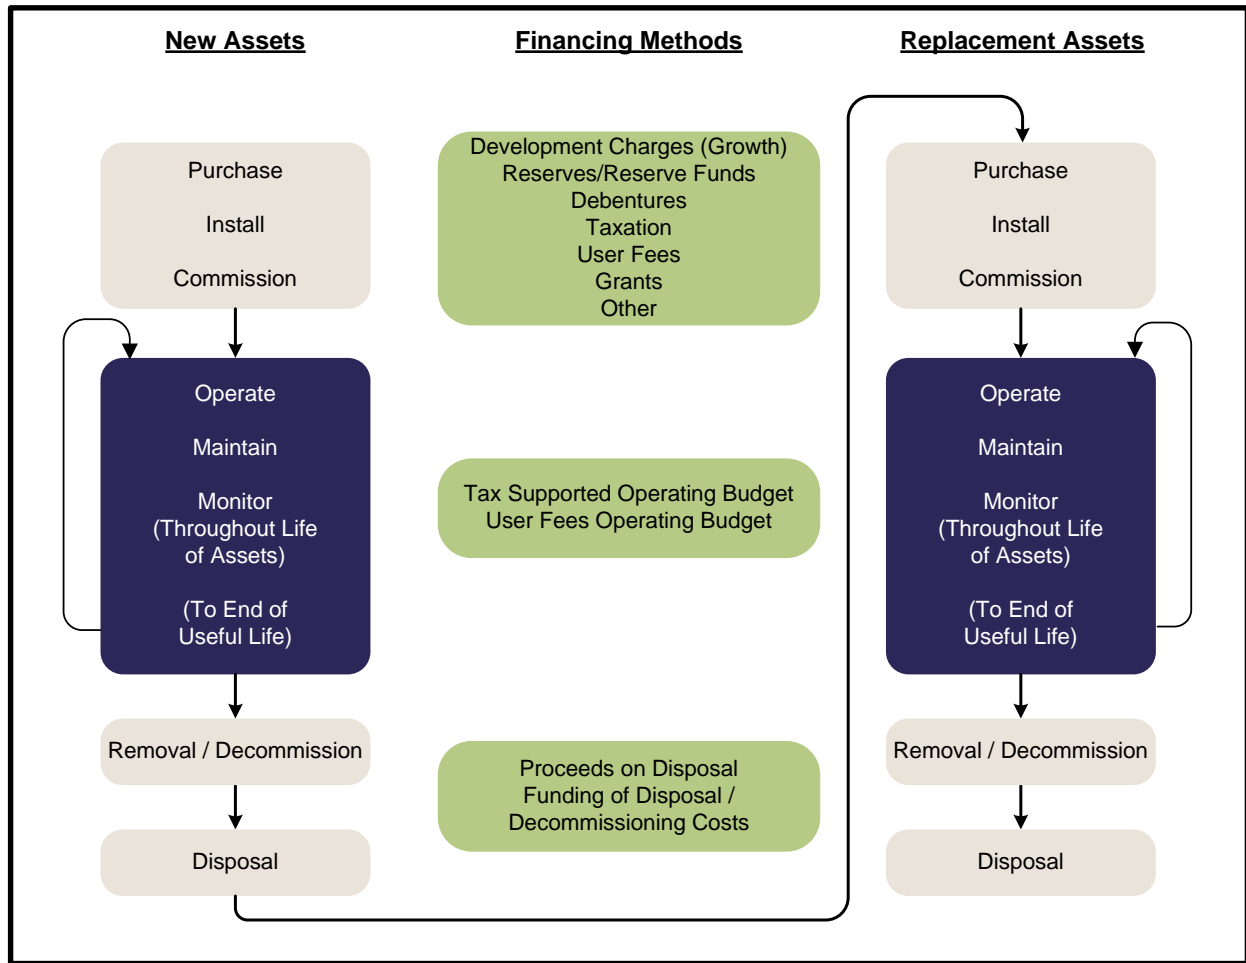 New Assets
Financing Methods
Replacement Assets
Purchase
Install
Commission
Operate
Maintain
Monitor
(Throughout Life
of Assets)
(To End of
Useful Life)
Removal / Decommission
Disposal
Development Charges (Growth)
Reserves/Reserve Funds
Debentures
Taxation
User Fees
Grants
Other
Tax Supported Operating Budget
User Fees Operating Budget
Proceeds on Disposal
Funding of Disposal /
Decommissioning Costs
Purchase
Install
Commission
Operate
Maintain
Monitor
(Throughout Life
of Assets)
(To End of
Useful Life)
Removal / Decommission
Disposal